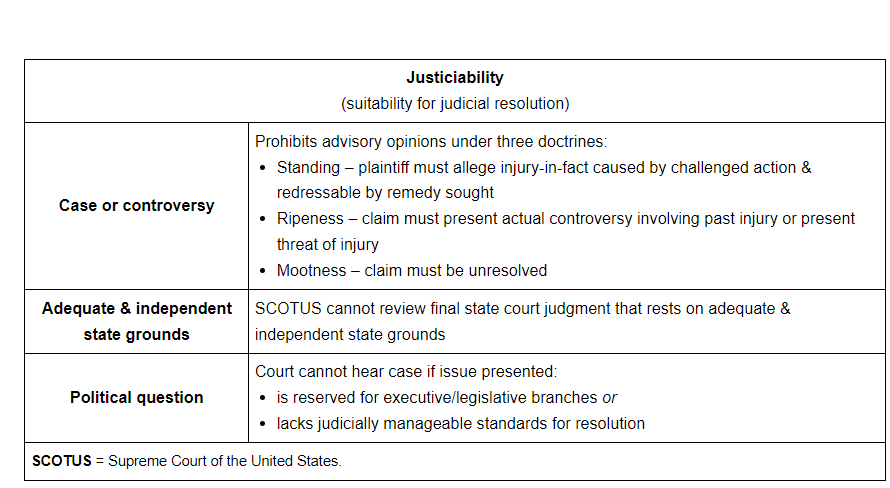 Justiciability
(suitability for judicial resolution)
Case or controversy
Prohibits advisory opinions under three doctrines:
• Standing – plaintiff must allege injury-in-fact caused by challenged action &
redressable by remedy sought
• Ripeness – claim must present actual controversy involving past injury or present
threat of injury
• Mootness – claim must be unresolved
Adequate & independent
state grounds
SCOTUS cannot review final state court judgment that rests on adequate &
independent state grounds
Political question
Court cannot hear case if issue presented:
• is reserved for executive/legislative branches or
• lacks judicially manageable standards for resolution
SCOTUS = Supreme Court of the United States.